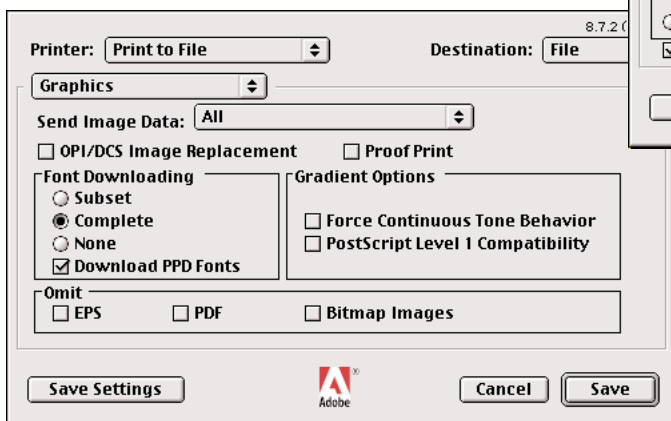 8.7.2 (
Printer: Print to File Destination: File
Graphics
Send Image Data: All
OPI/DCS Image Replacement Proof Print
Font Downloading Gradient Options
Subset
Complete Force Continuous Tone Behavior
None PostScript Level 1 Compatibility
Download PPD Fonts
Omit
EPS PDF Bitmap Images
Save Settings Adobe® Cancel Save